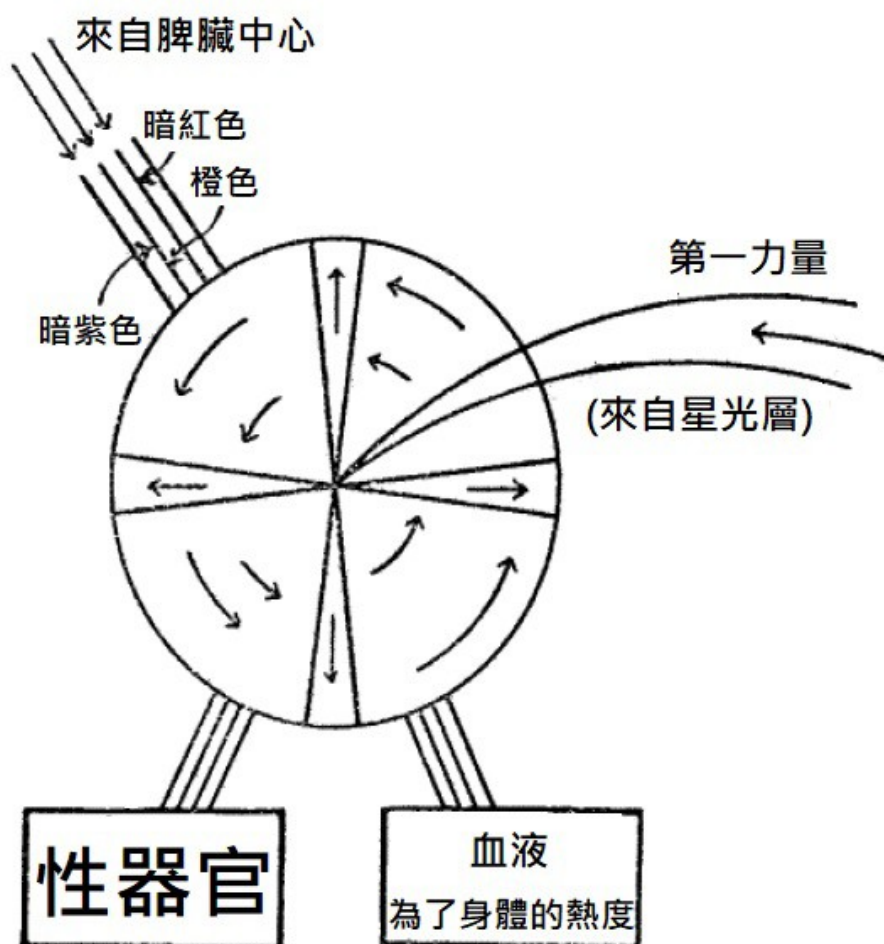 來自脾臟中心
暗紅色
橙色
暗紫色
第一力量
(來自星光層)
性器官
血液
為了身體的熱度